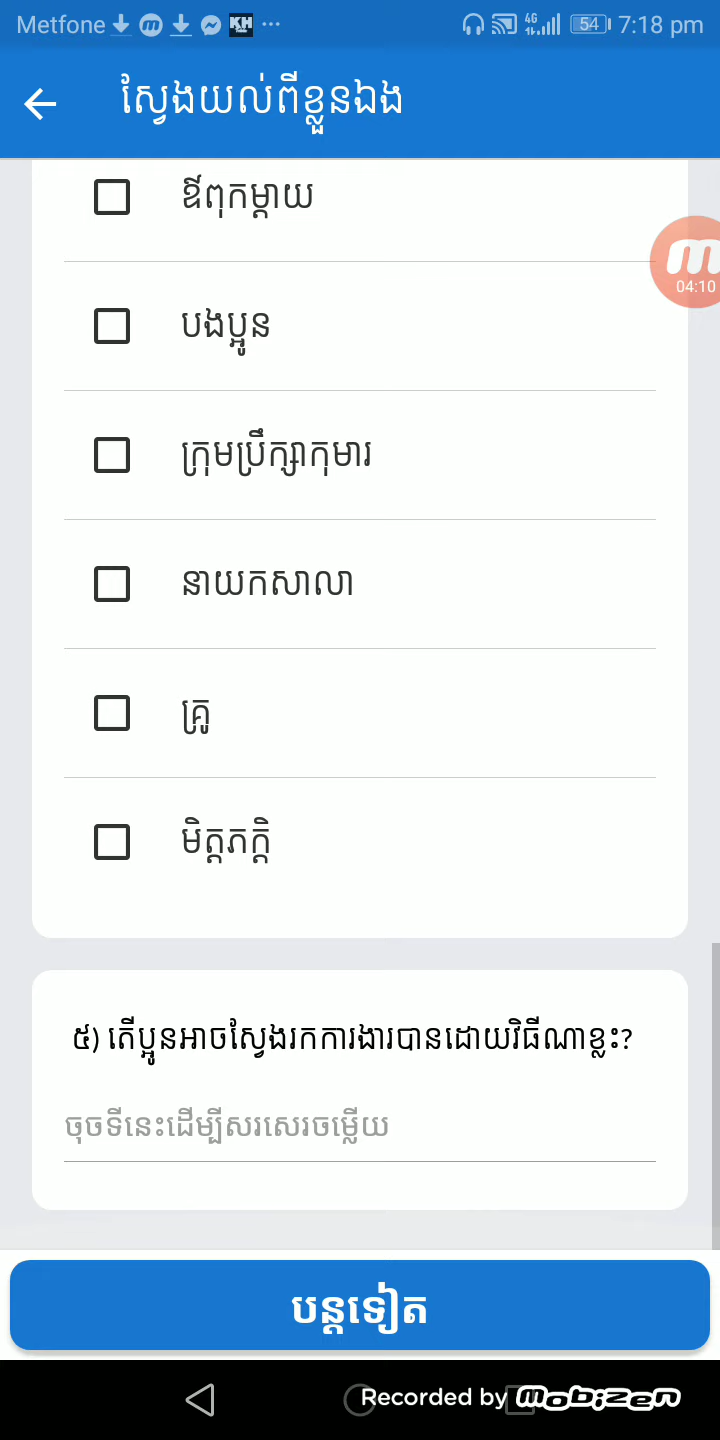 Metfone
KH
4G
54
7:18 pm
ស្វែងយល់ពីខ្លួនឯង
ឪពុកម្ដាយ
m
04:10
បងប្អូន
ក្រុមប្រឹក្សាកុមារ
នាយកសាលា
គ្រូ
មិត្តភក្ដិ
៥) តើប្អូនអាចស្វែងរកការងារបានដោយវិធីណាខ្លះ?
ចុចទីនេះដើម្បីសរសេរចម្លើយ
បន្តទៀត
Recorded by Mobizen